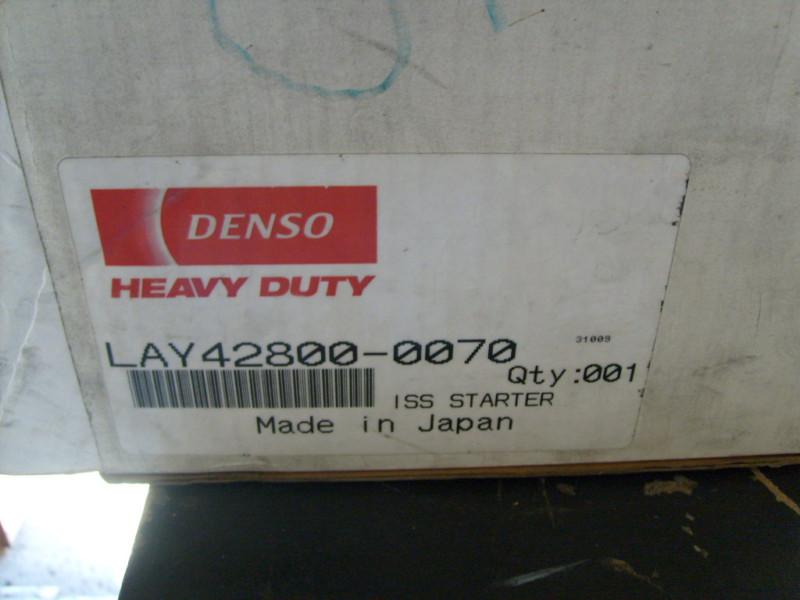 DENSO
HEAVY DUTY
31009
LAY42800-0070
Qty:001
ISS STARTER
Made in Japan